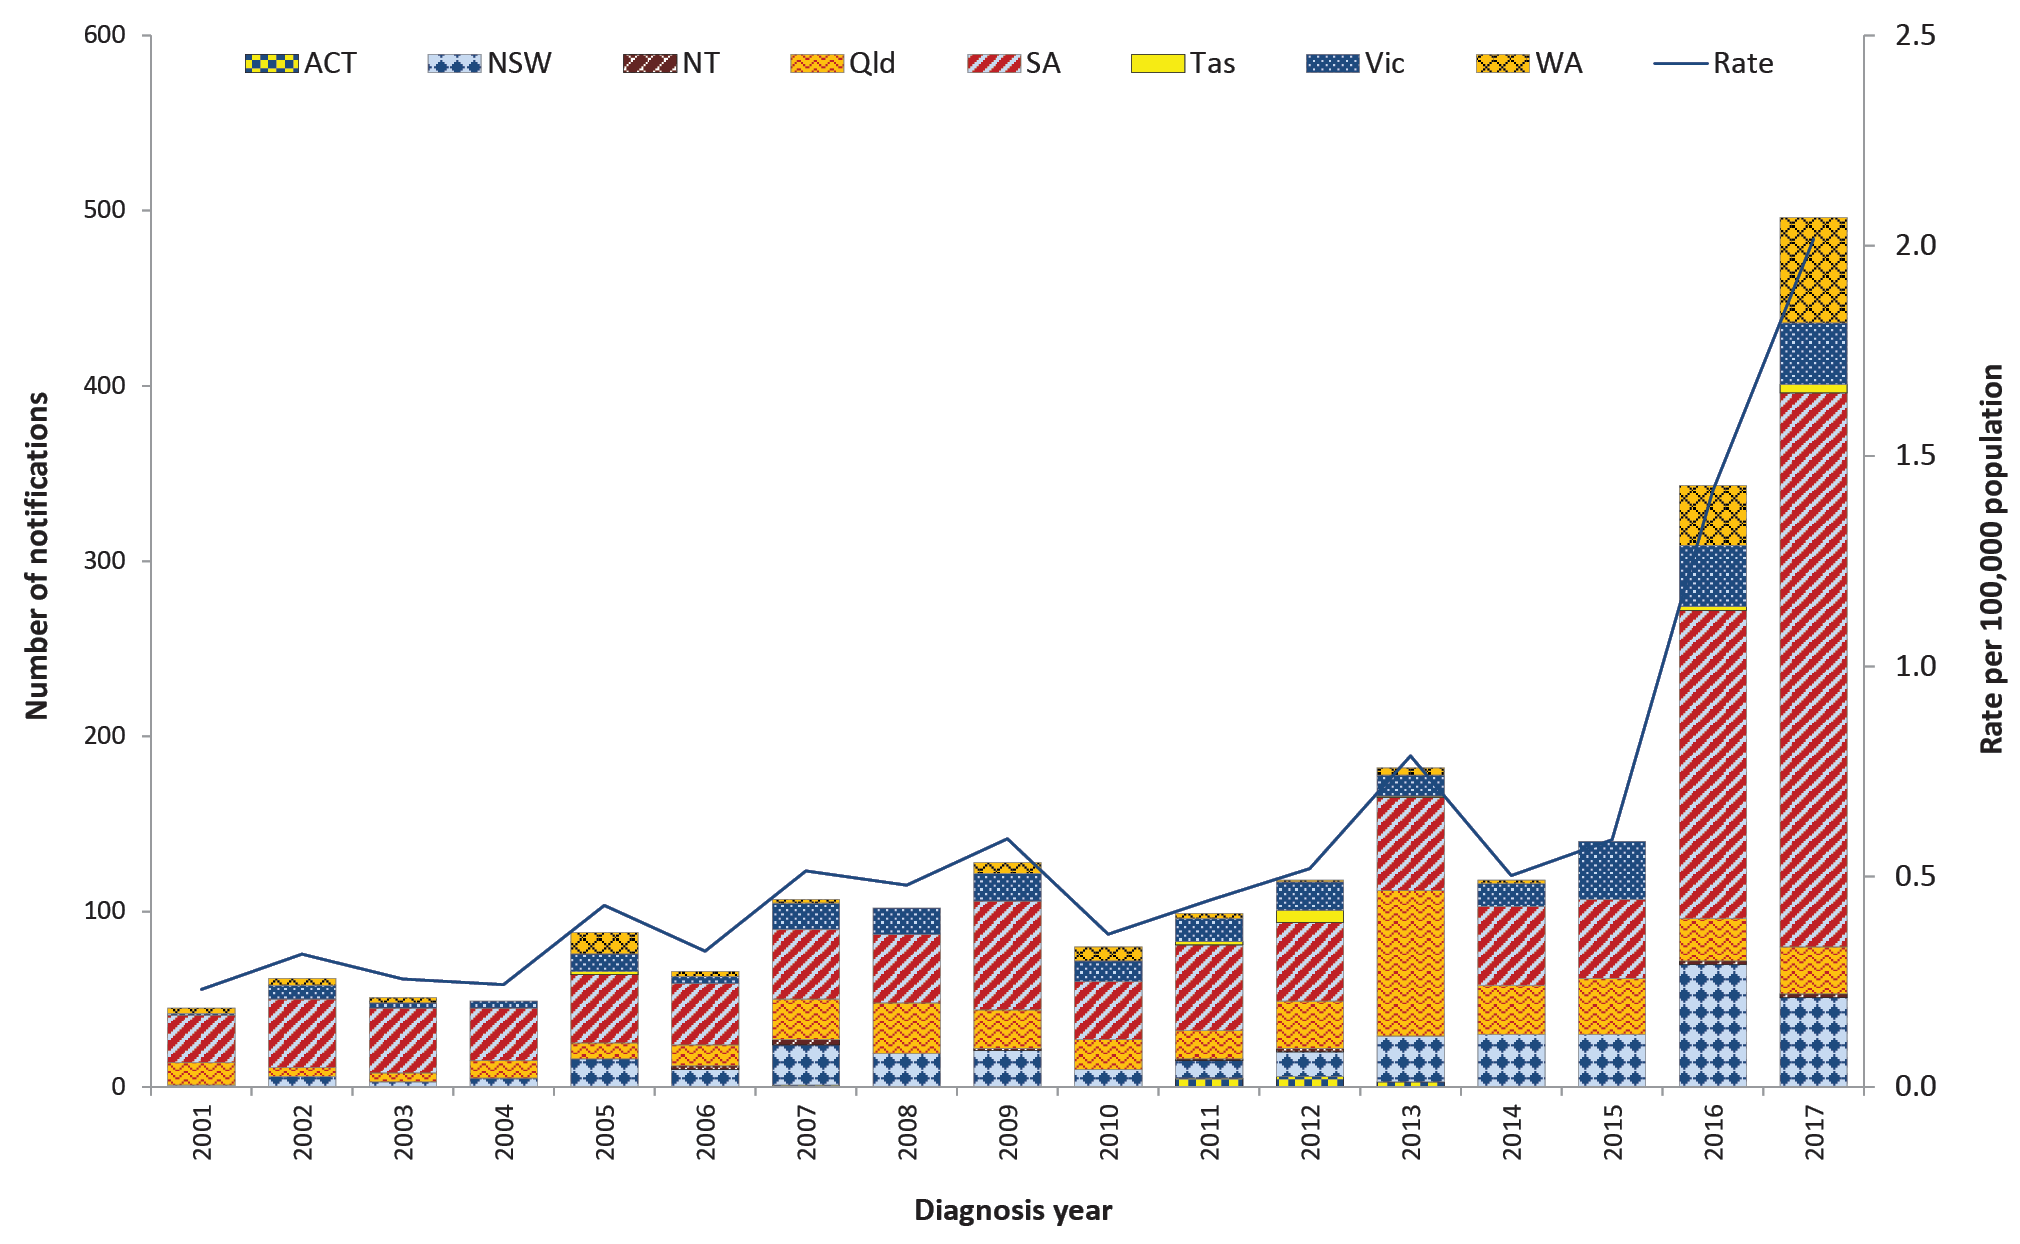 ACT NSW NT Qld SA Tas Vic WA Rate
600
500
400
300
200
100
0
Number of notifications
2.5
2.0
1.5
1.0
0.5
0.0
Rate per 100,000 population
2001 2002 2003 2004 2005 2006 2007 2008 2009 2010 2011 2012 2013 2014 2015 2016 2017
Diagnosis year